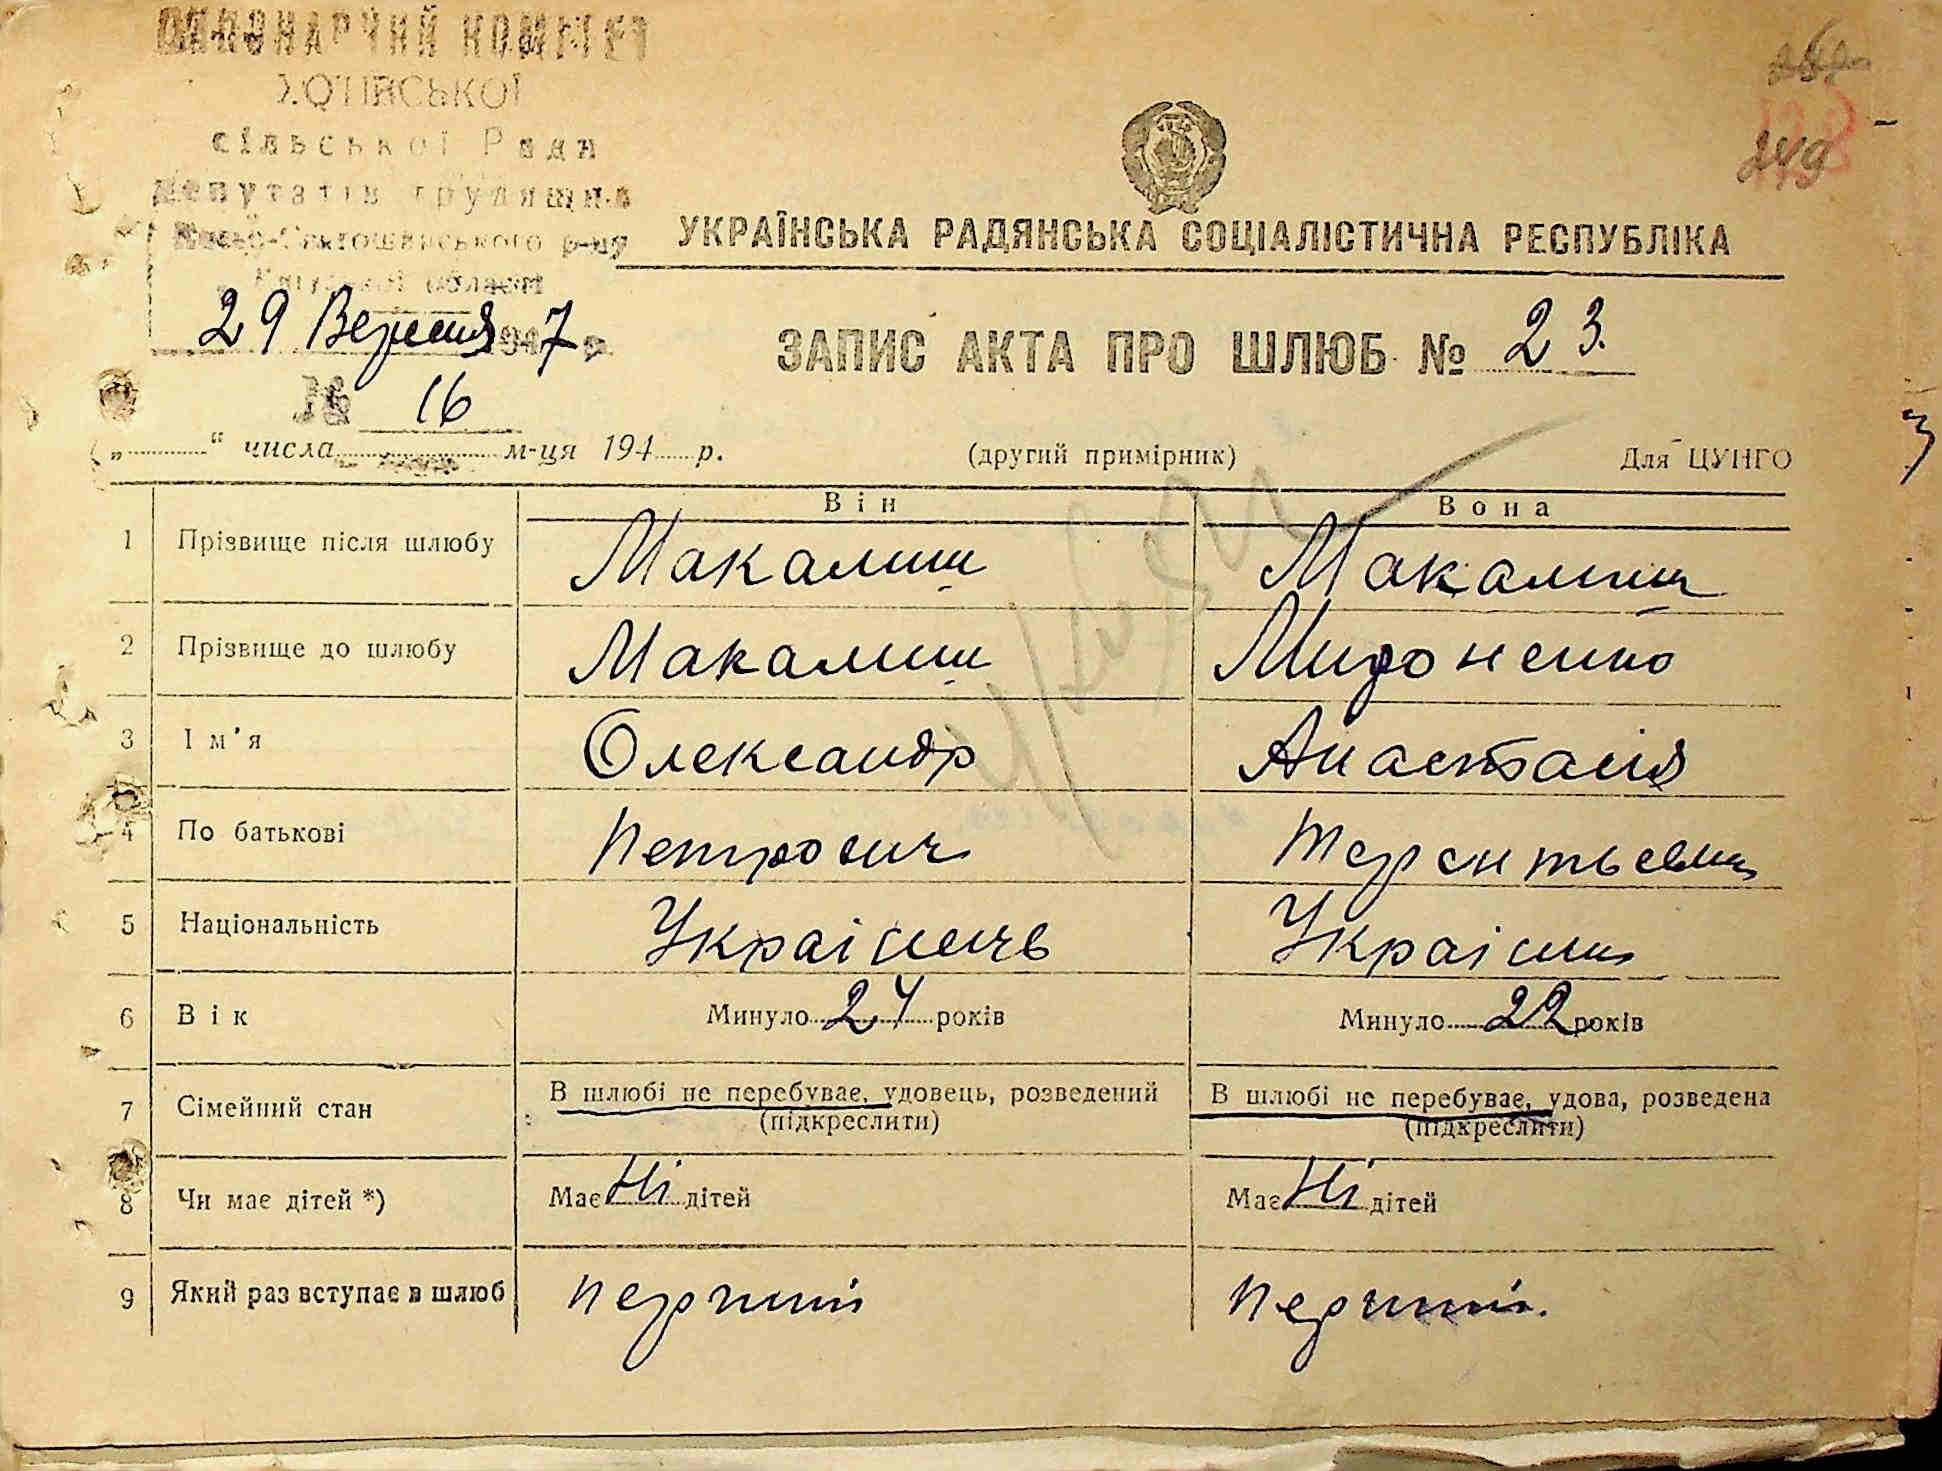 ВИКОНАВЧИЙ КОМІТЕТ
ХОТІВСЬКОЇ
сільської Ради
депутатів трудящих
Києво-Святошинського р-ну
Київської області
29 Вересня 1947 р.
№ 16
249
УКРАЇНСЬКА РАДЯНСЬКА СОЦІАЛІСТИЧНА РЕСПУБЛІКА
ЗАПИС АКТА ПРО ШЛЮБ № 23.
„ “ числа м-ця 194 р. (другий примірник) Для ЦУНГО
Він Вона
1 Прізвище після шлюбу Макалиш Макалиш
2 Прізвище до шлюбу Макалиш Мироненко
3 Ім'я Олександр Анастасія
4 По батькові Петрович Терентьевна
5 Національність Українець Українка
6 Вік Минуло 24 років Минуло 22 років
7 Сімейний стан В шлюбі не перебуває, удовець, розведений В шлюбі не перебуває, удова, розведена
(підкреслити) (підкреслити)
8 Чи має дітей *) Має Ні дітей Має Ні дітей
9 Який раз вступає в шлюб перший перший.